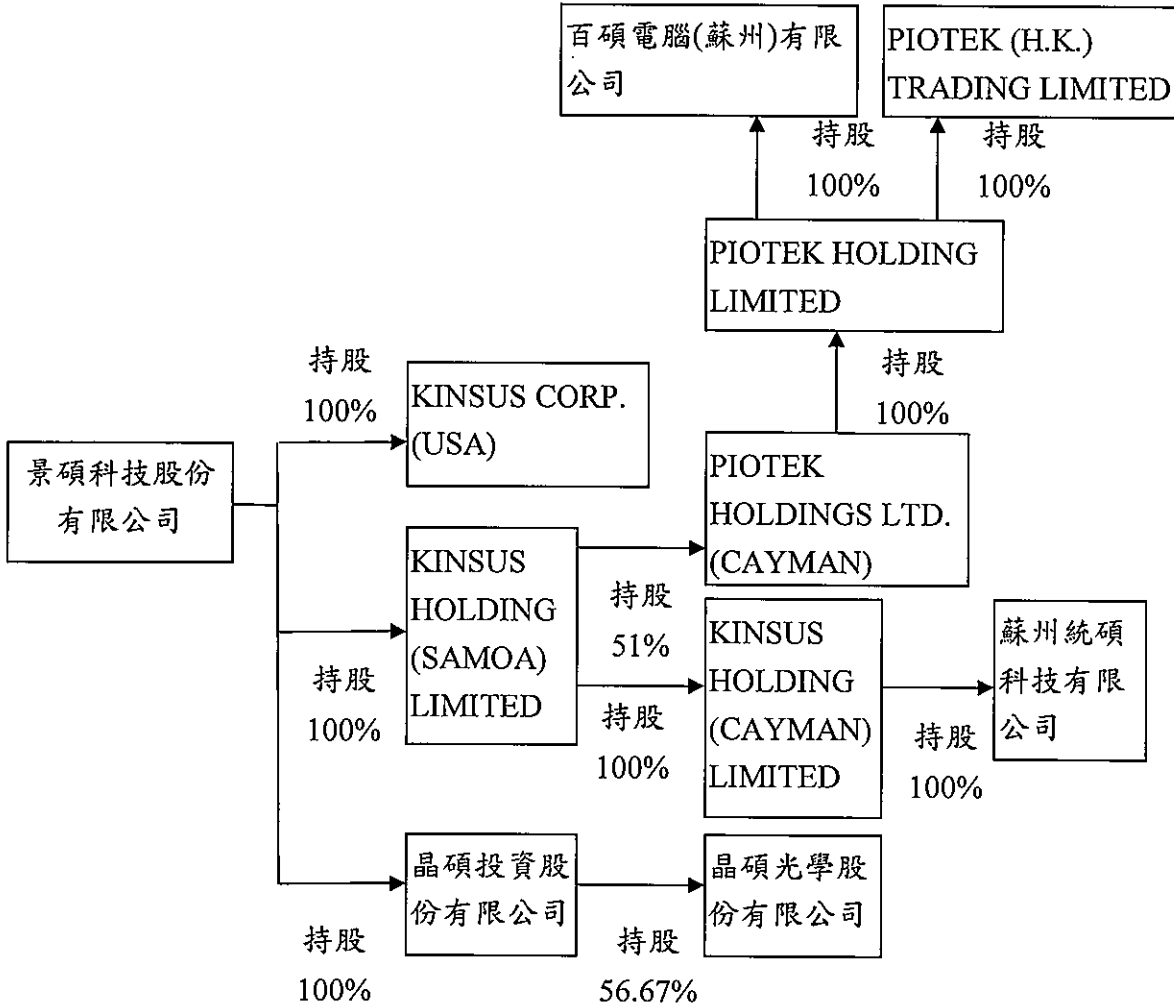 百碩電腦(蘇州)有限
公司
PIOTEK (H.K.)
TRADING LIMITED
持股
100%
持股
100%
PIOTEK HOLDING
LIMITED
持股
100%
持股
100%
KINSUS CORP.
(USA)
景碩科技股份
有限公司
PIOTEK
HOLDINGS LTD.
(CAYMAN)
KINSUS
HOLDING
(SAMOA)
LIMITED
持股
100%
持股
51%
持股
100%
KINSUS
HOLDING
(CAYMAN)
LIMITED
蘇州統碩
科技有限
公司
持股
100%
晶碩投資股
份有限公司
晶碩光學股
份有限公司
持股
100%
持股
56.67%